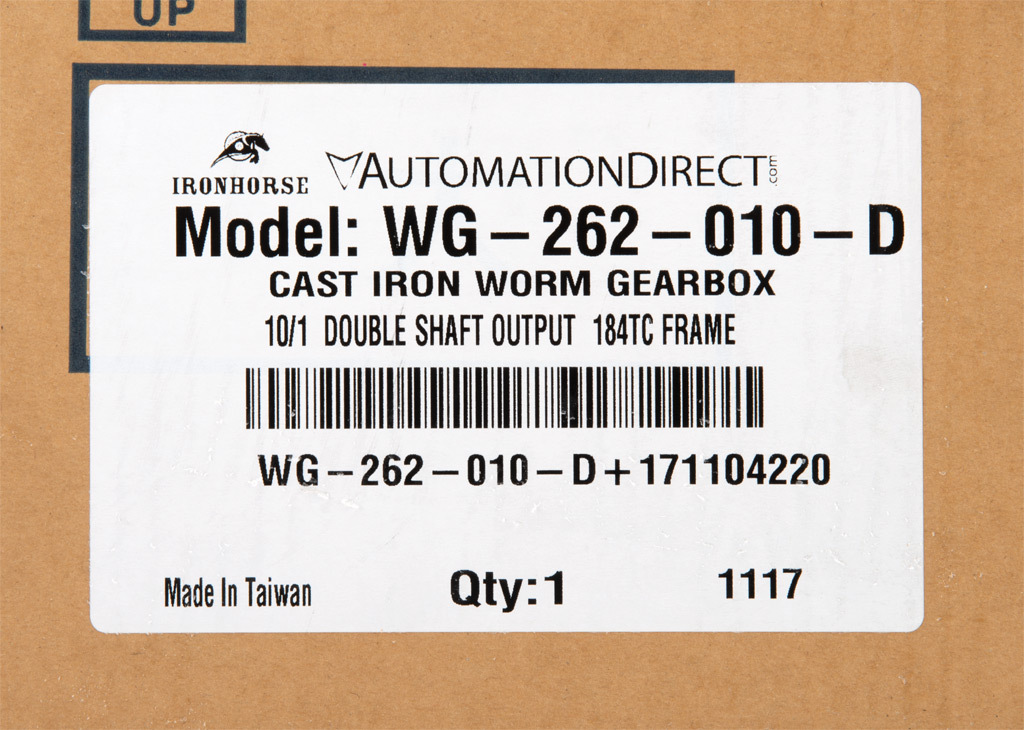 UP
IRONHORSE
AUTOMATIONDIRECT.com
Model: WG-262-010-D
CAST IRON WORM GEARBOX
10/1 DOUBLE SHAFT OUTPUT 184TC FRAME
WG-262-010-D+171104220
Made In Taiwan Qty:1 1117